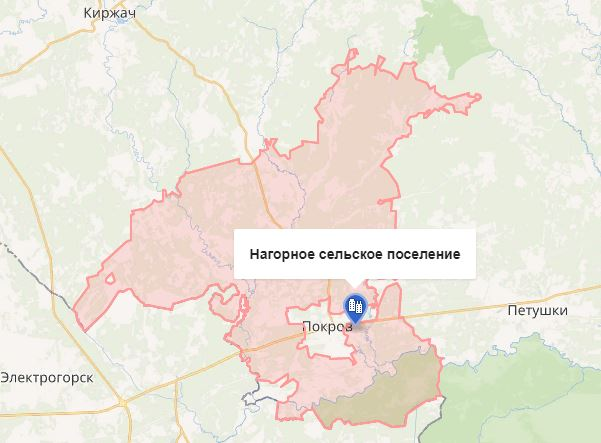 Киржач
Нагорное сельское поселение
Петушки
Покров
Электрогорск